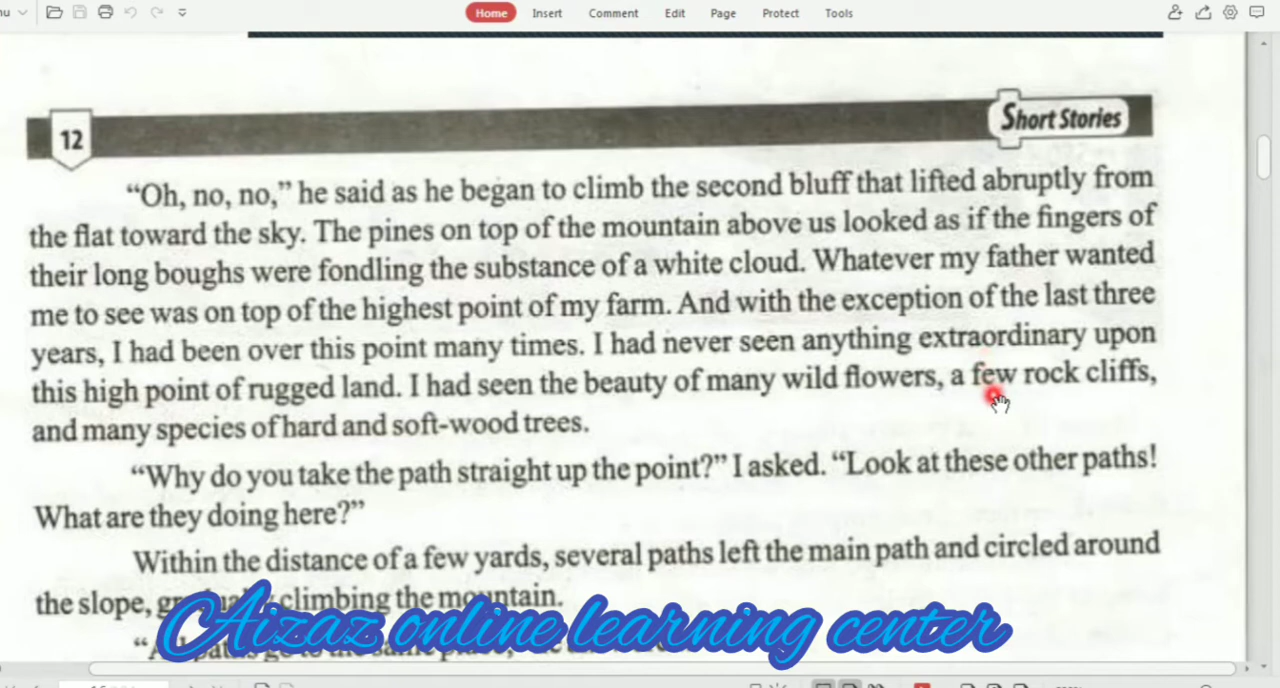 Home Insert Comment Edit Page Protect Tools
12
Short Stories
“Oh, no, no,” he said as he began to climb the second bluff that lifted abruptly from
the flat toward the sky. The pines on top of the mountain above us looked as if the fingers of
their long boughs were fondling the substance of a white cloud. Whatever my father wanted
me to see was on top of the highest point of my farm. And with the exception of the last three
years, I had been over this point many times. I had never seen anything extraordinary upon
this high point of rugged land. I had seen the beauty of many wild flowers, a few rock cliffs,
and many species of hard and soft-wood trees.
“Why do you take the path straight up the point?” I asked. “Look at these other paths!
What are they doing here?”
Within the distance of a few yards, several paths left the main path and circled around
the slope, climbing the mountain.
Aizaz online learning center